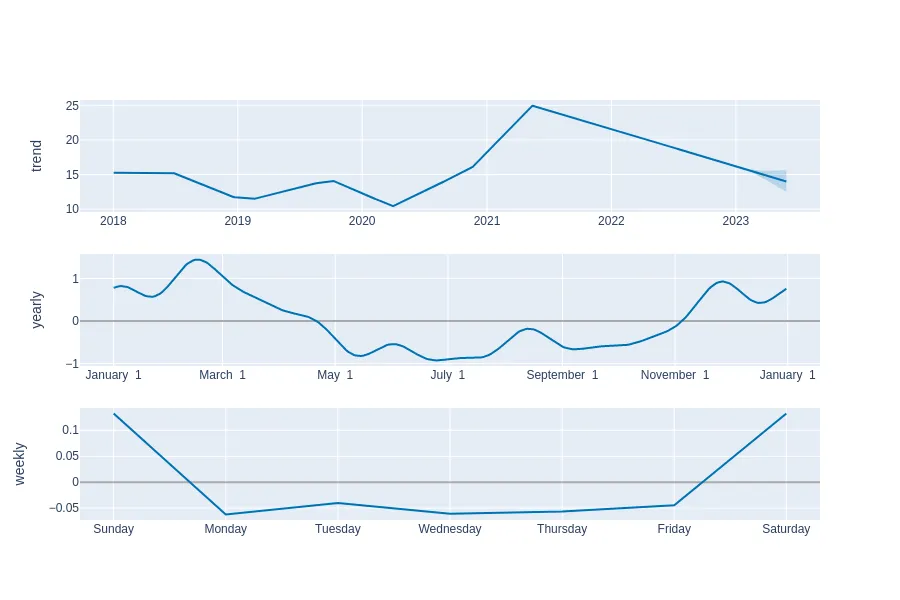 trend
25
20
15
10
2018 2019 2020 2021 2022 2023
yearly
1
0
−1
January 1 March 1 May 1 July 1 September 1 November 1 January 1
weekly
0.1
0.05
0
−0.05
Sunday Monday Tuesday Wednesday Thursday Friday Saturday